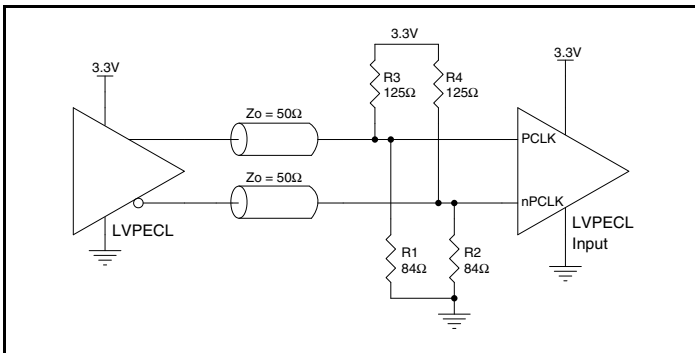 3.3V
3.3V
3.3V
R3
125Ω
R4
125Ω
Zo = 50Ω
PCLK
Zo = 50Ω
nPCLK
LVPECL
LVPECL
Input
R1
84Ω
R2
84Ω